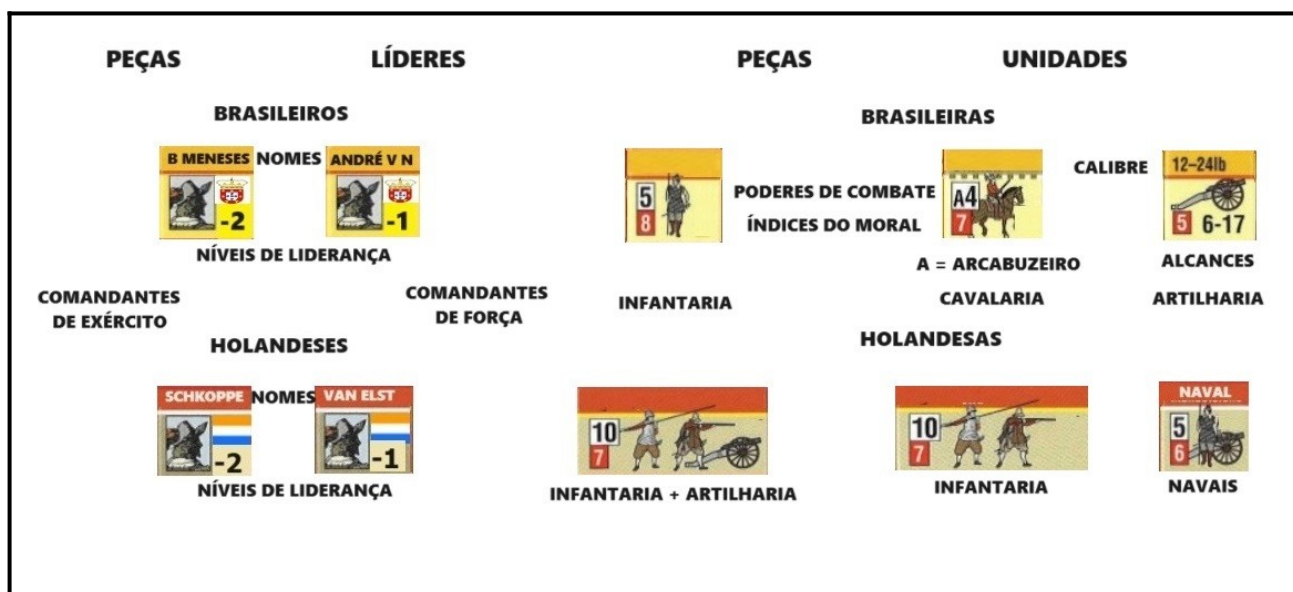 PEÇAS LÍDERES PEÇAS UNIDADES
BRASILEIROS BRASILEIRAS
B MENESES NOMES ANDRÉ V N
-2 -1
NÍVEIS DE LIDERANÇA
5
8
PODERES DE COMBATE
ÍNDICES DO MORAL
A4
7
CALIBRE 12-24lb
5 6-17
A = ARCABUZEIRO ALCANCES
COMANDANTES
DE EXÉRCITO
COMANDANTES
DE FORÇA
INFANTARIA CAVALARIA ARTILHARIA
HOLANDESES HOLANDESAS
SCHKOPPE NOMES VAN ELST
-2 -1
NÍVEIS DE LIDERANÇA
10
7
INFANTARIA + ARTILHARIA
10
7
INFANTARIA
NAVAL
5
6
NAVAIS